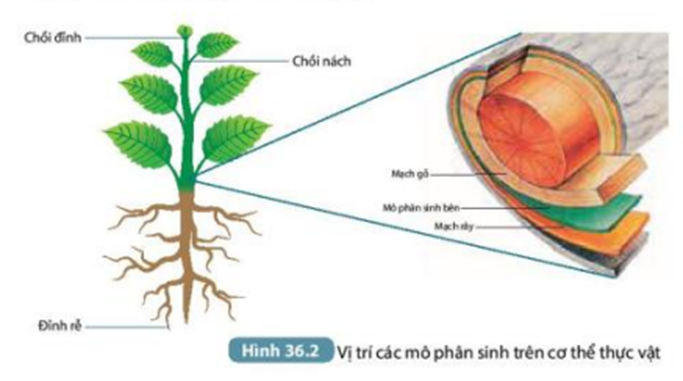 Chồi đỉnh
Chồi nách
Mạch gỗ
Mô phân sinh bên
Mạch rây
Đỉnh rễ
Hình 36.2 Vị trí các mô phân sinh trên cơ thể thực vật